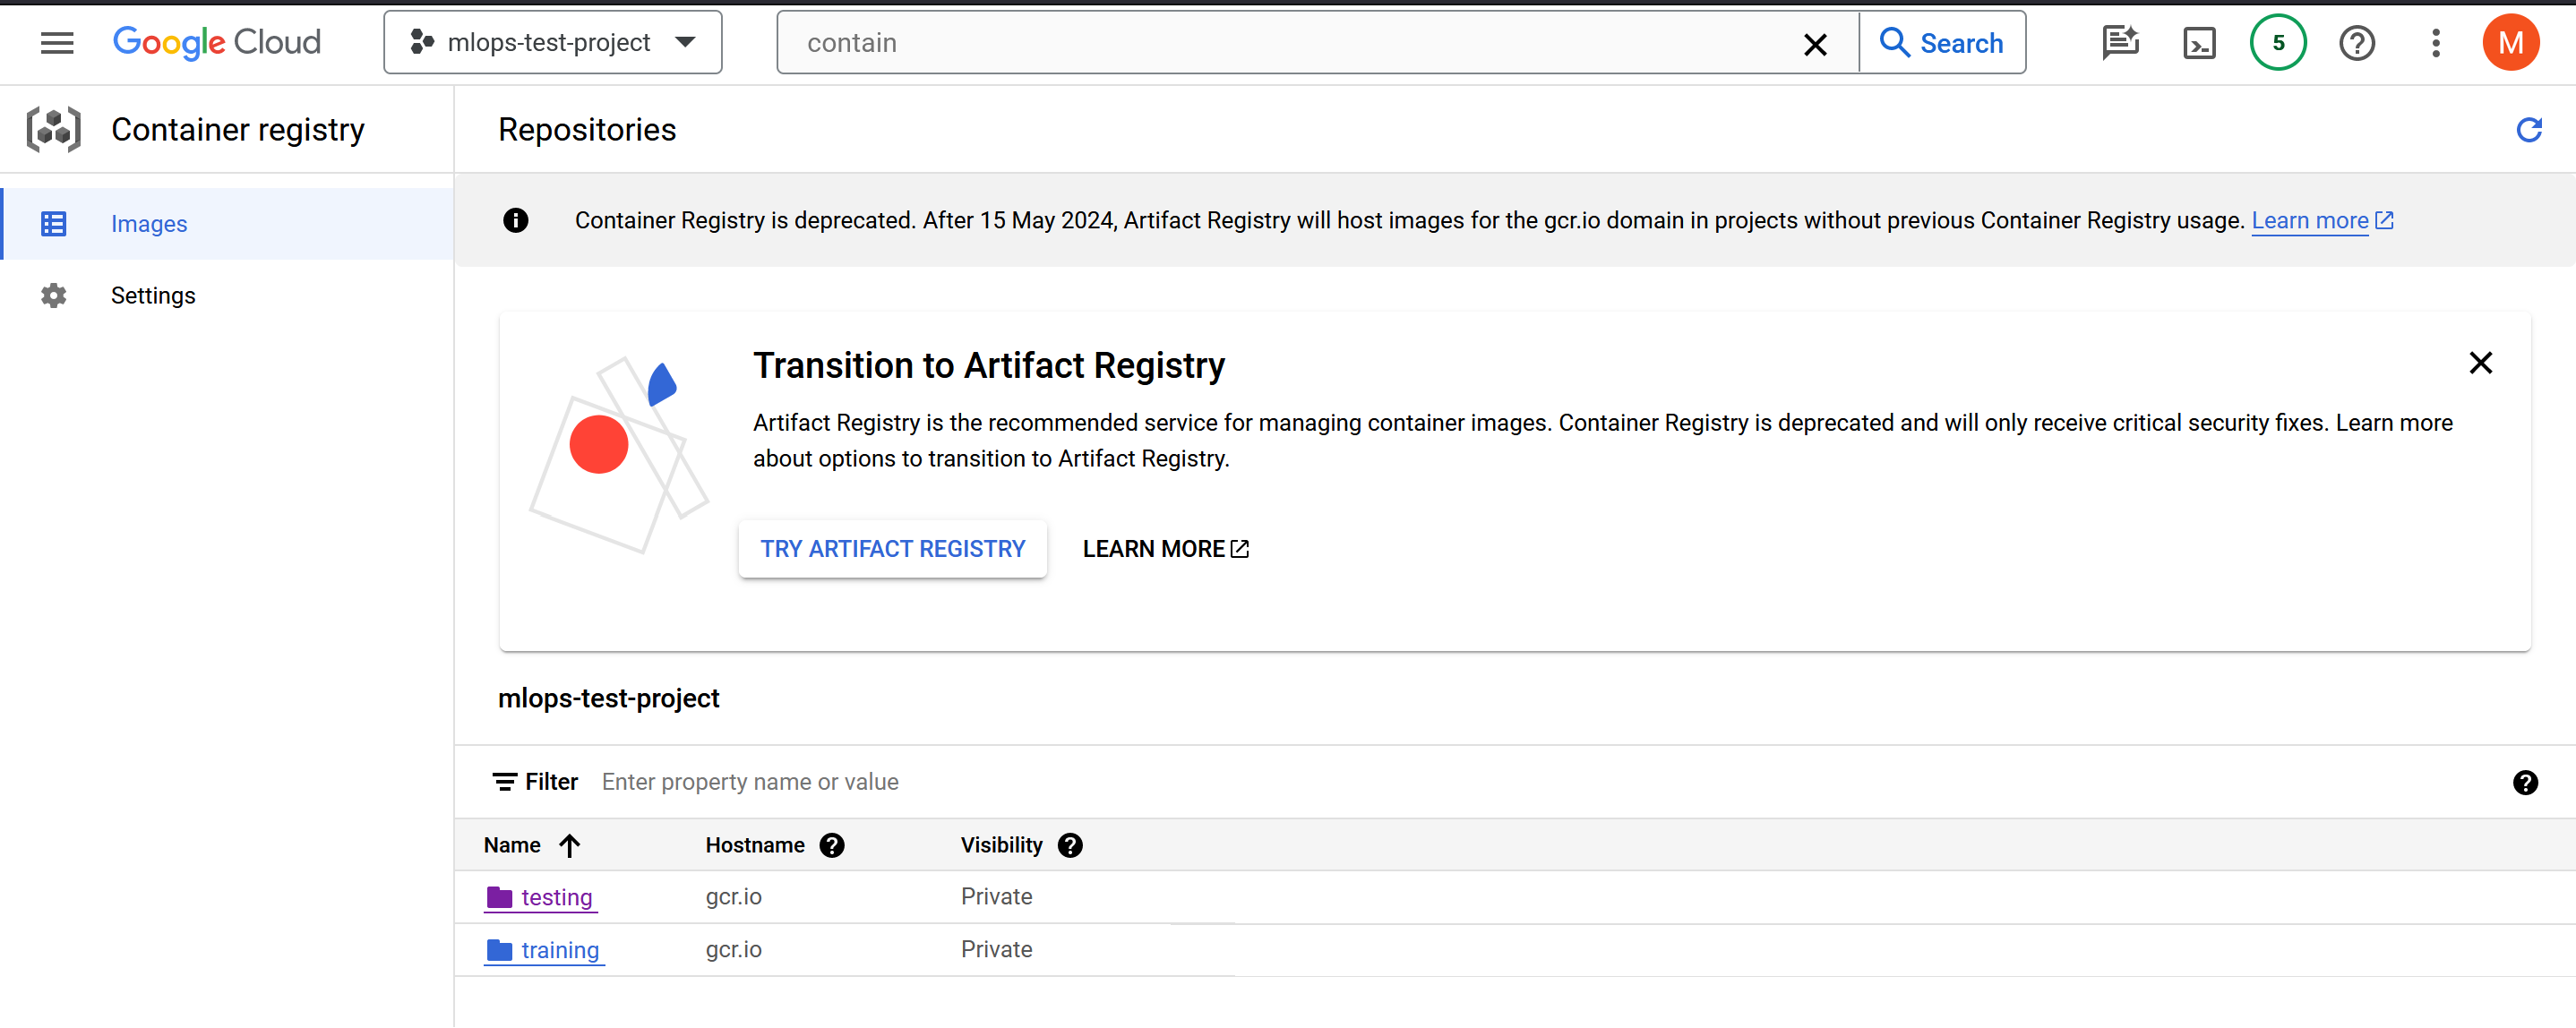 Google Cloud
mlops-test-project
contain
Search
5
M
Container registry
Repositories
Images
Settings
Container Registry is deprecated. After 15 May 2024, Artifact Registry will host images for the gcr.io domain in projects without previous Container Registry usage. Learn more
Transition to Artifact Registry
Artifact Registry is the recommended service for managing container images. Container Registry is deprecated and will only receive critical security fixes. Learn more
about options to transition to Artifact Registry.
TRY ARTIFACT REGISTRY LEARN MORE
mlops-test-project
Filter Enter property name or value
Name Hostname Visibility
testing gcr.io Private
training gcr.io Private